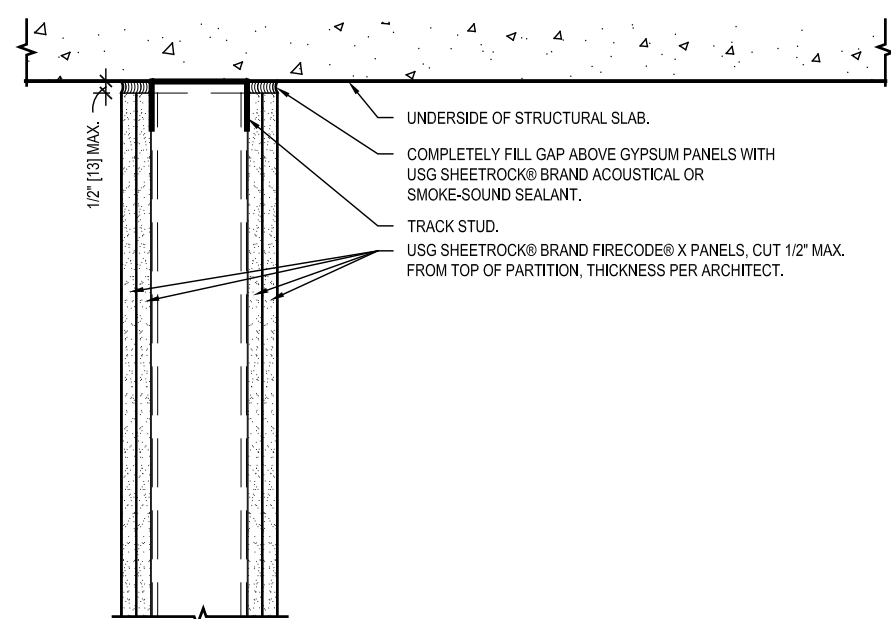 1/2" [13] MAX.
UNDERSIDE OF STRUCTURAL SLAB.
COMPLETELY FILL GAP ABOVE GYPSUM PANELS WITH
USG SHEETROCK® BRAND ACOUSTICAL OR
SMOKE-SOUND SEALANT.
TRACK STUD.
USG SHEETROCK® BRAND FIRECODE® X PANELS, CUT 1/2" MAX.
FROM TOP OF PARTITION, THICKNESS PER ARCHITECT.